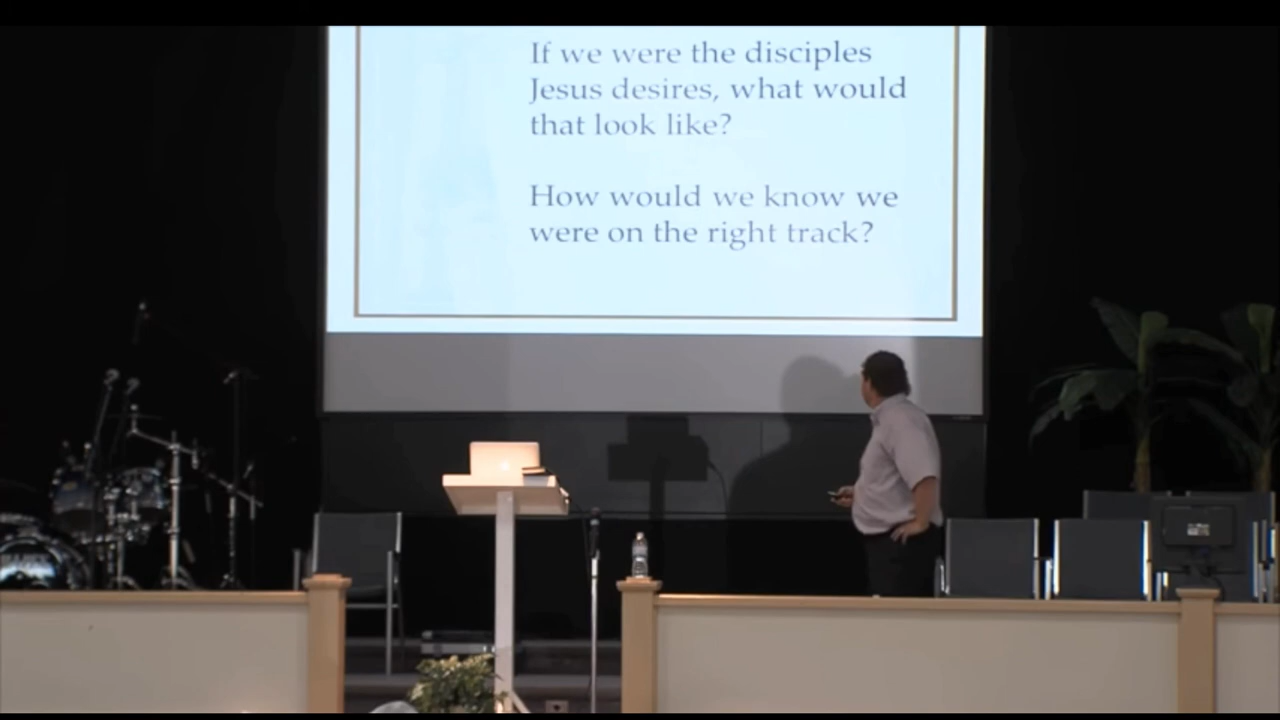 If we were the disciples
Jesus desires, what would
that look like?
How would we know we
were on the right track?